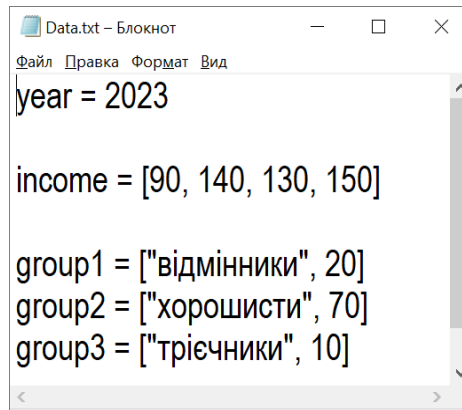 Data.txt – Блокнот
Файл Правка Формат Вид
year = 2023
income = [90, 140, 130, 150]
group1 = ["відмінники", 20]
group2 = ["хорошисти", 70]
group3 = ["трієчники", 10]